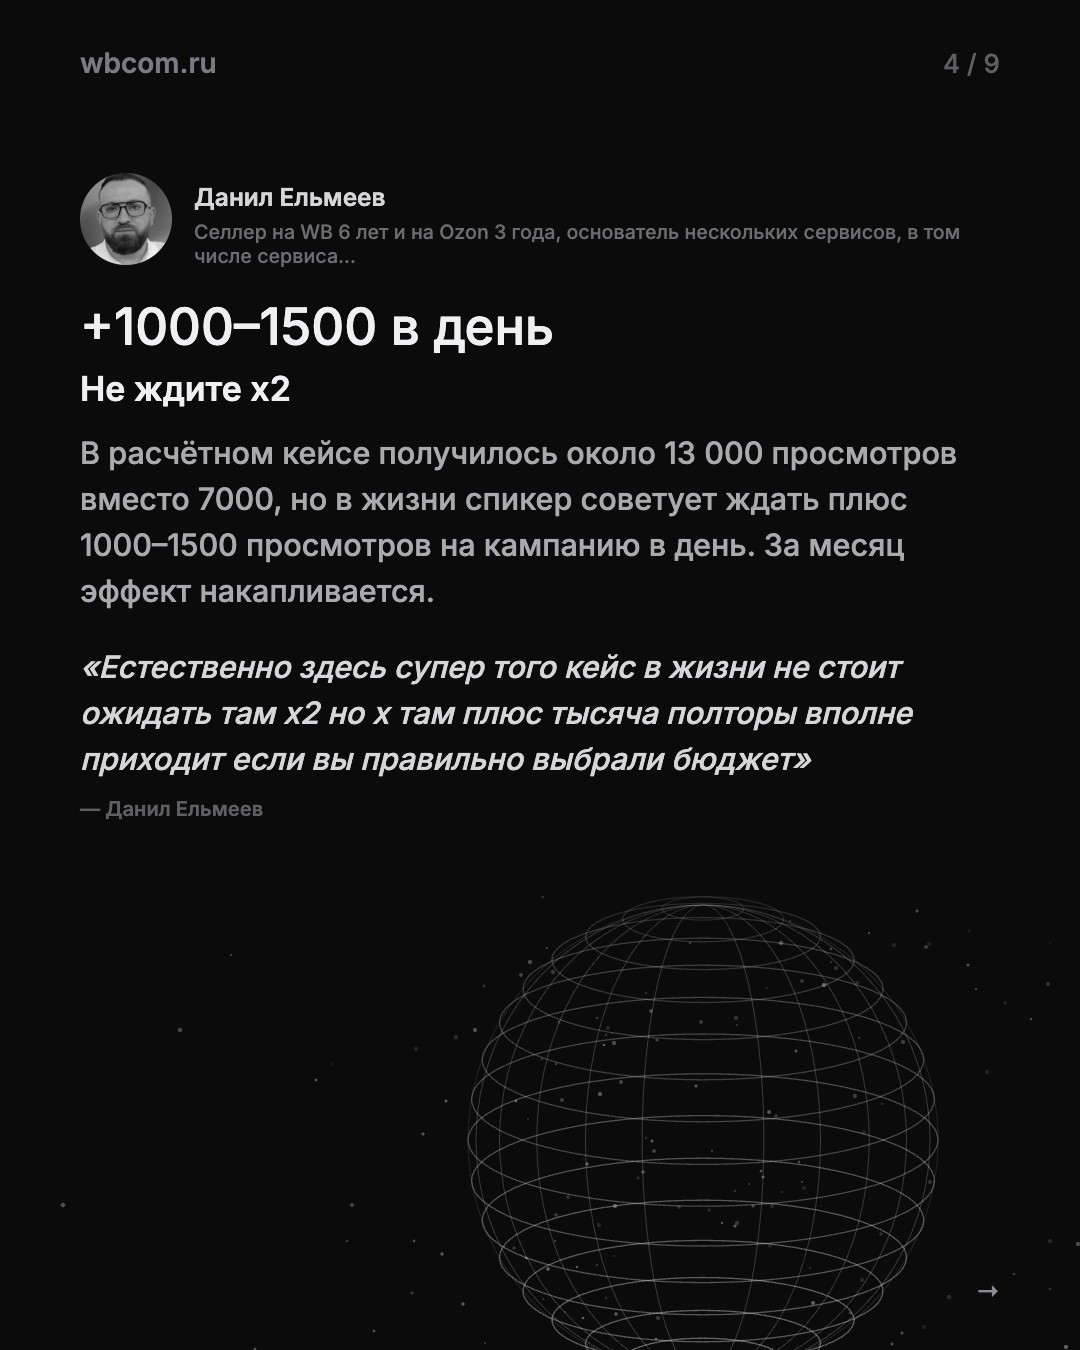 wbcom.ru
4 / 9
Данил Ельмеев
Селлер на WB 6 лет и на Ozon 3 года, основатель нескольких сервисов, в том
числе сервиса...
+1000–1500 в день
Не ждите x2
В расчётном кейсе получилось около 13 000 просмотров
вместо 7000, но в жизни спикер советует ждать плюс
1000–1500 просмотров на кампанию в день. За месяц
эффект накапливается.
«Естественно здесь супер того кейс в жизни не стоит
ожидать там x2 но x там плюс тысяча полторы вполне
приходит если вы правильно выбрали бюджет»
— Данил Ельмеев
→